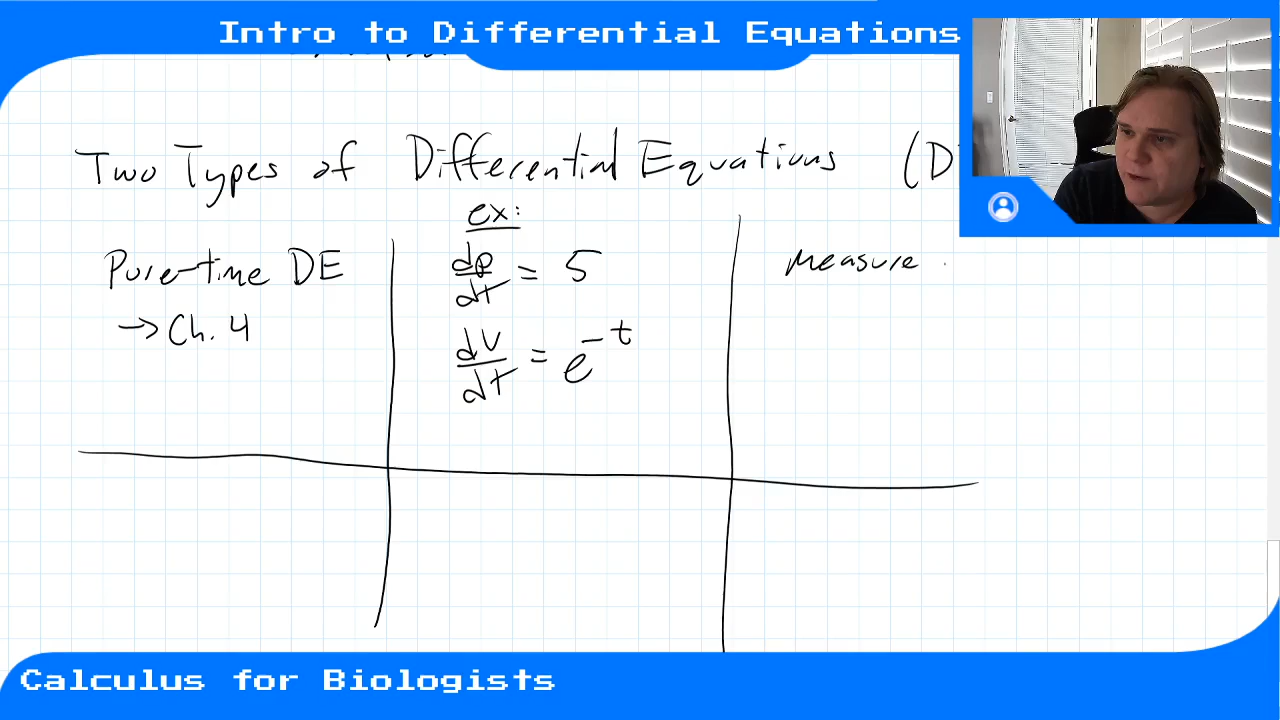 Intro to Differential Equations
Two Types of Differential Equations (D
ex:
Pure-time DE
→ Ch. 4
dP/dt = 5
dV/dt = e^-t
measure
Calculus for Biologists